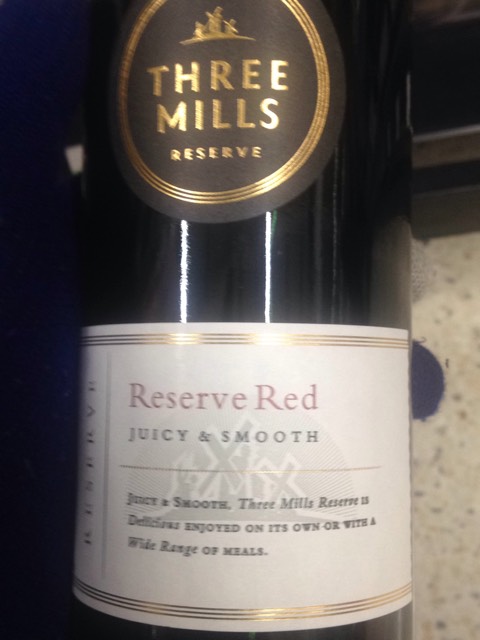 THREE
MILLS
RESERVE
Reserve Red
JUICY & SMOOTH
RESERVE
JUICY & SMOOTH, Three Mills Reserve IS
Delicious ENJOYED ON ITS OWN OR WITH A
Wide Range OF MEALS.